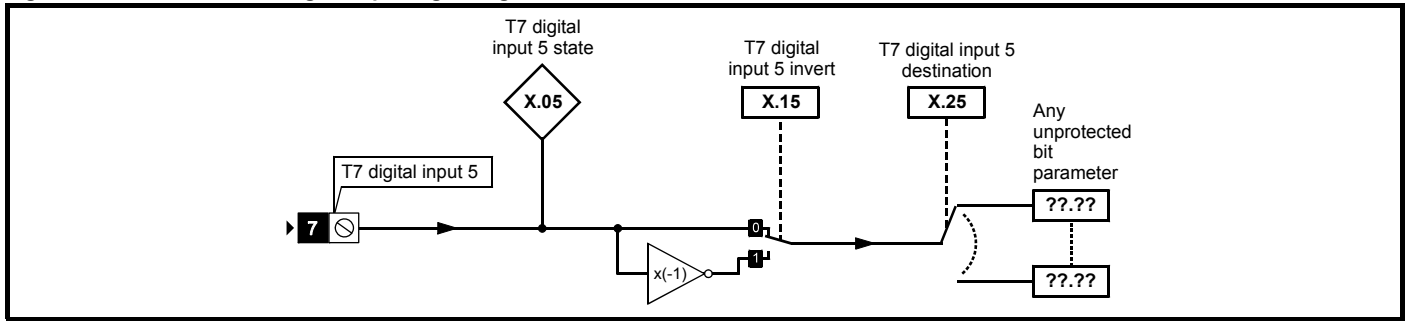 T7 digital
input 5 state
X.05
T7 digital
input 5 invert
X.15
T7 digital input 5
destination
X.25
Any
unprotected
bit
parameter
??.??
??.??
T7 digital input 5
7
0
1
x(-1)